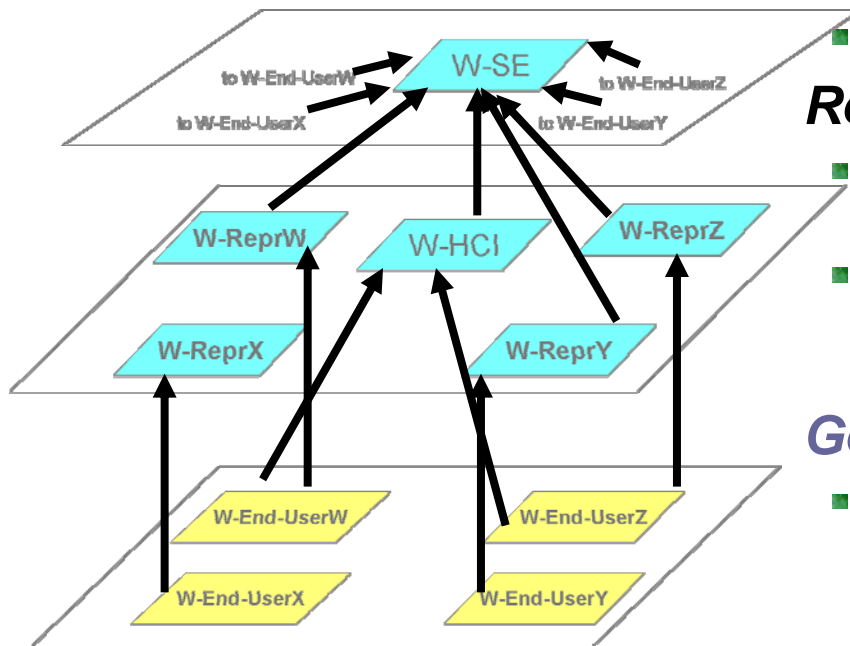 W-SE
to W-End-UserW
to W-End-UserZ
to W-End-UserX
to W-End-UserY
Re
W-ReprW
W-HCI
W-ReprZ
W-ReprX
W-ReprY
W-End-UserW
W-End-UserZ
W-End-UserX
W-End-UserY